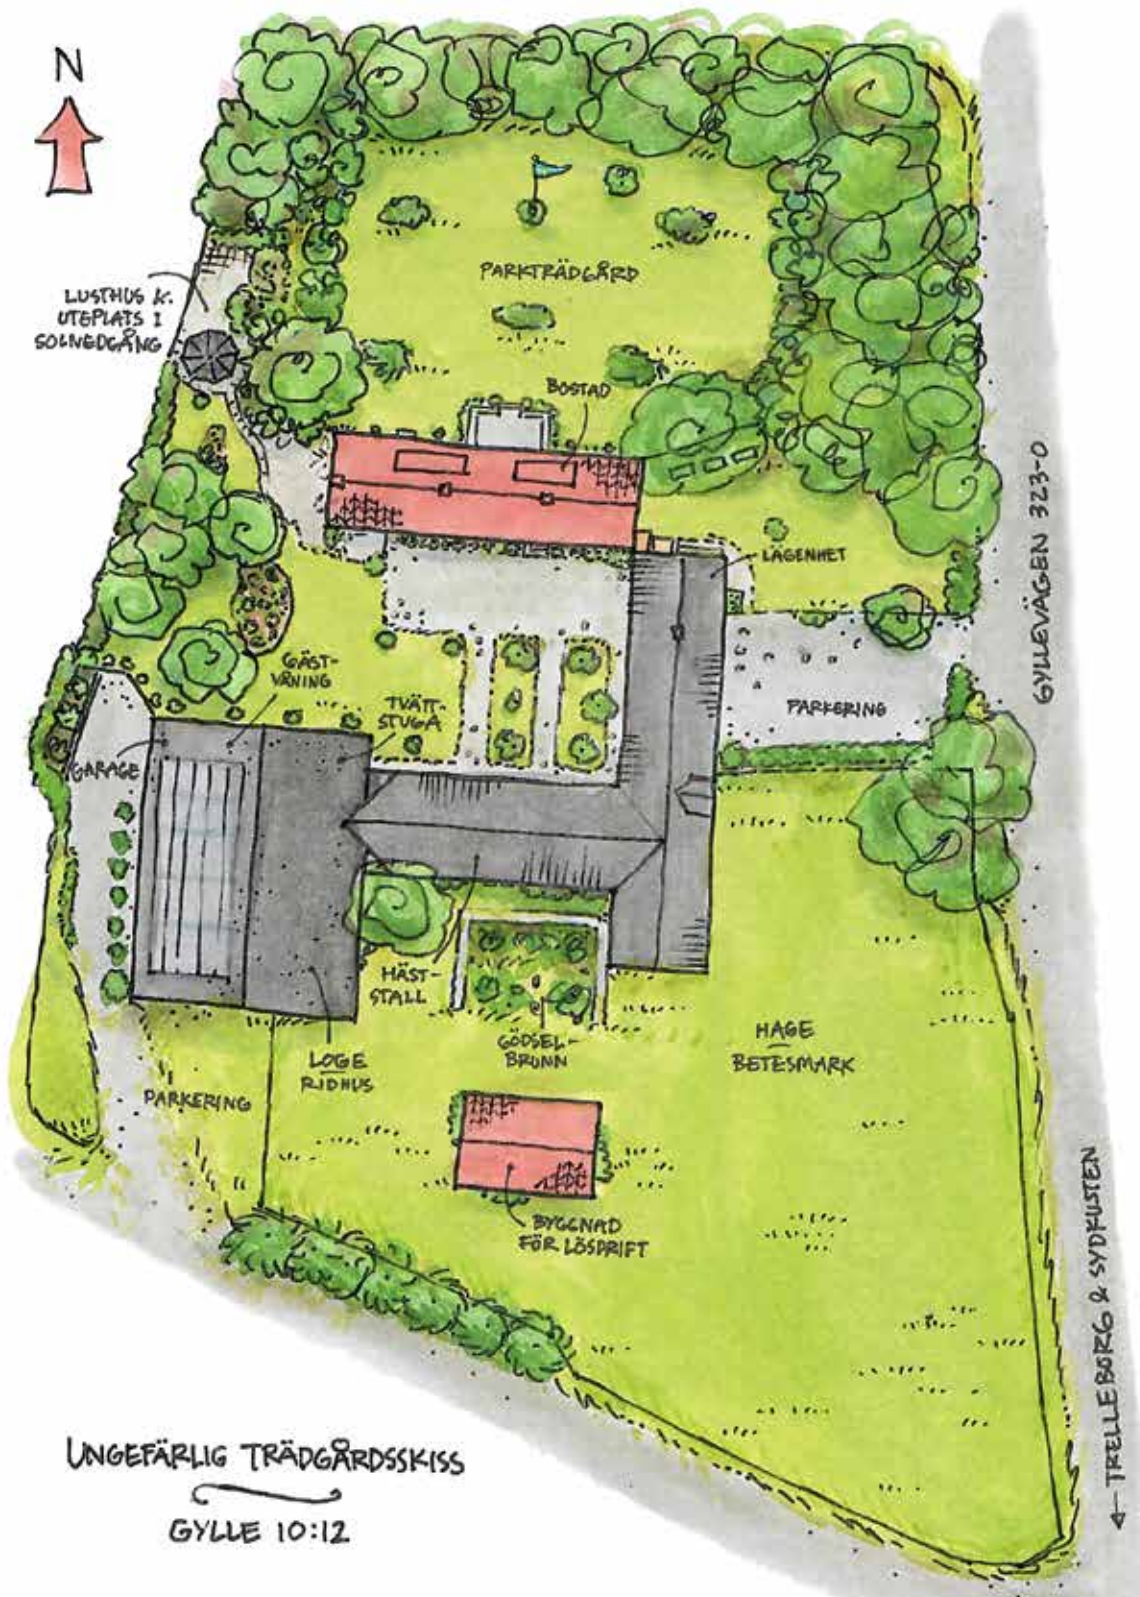 N
LUSTHUS &
UTEPLATS I
SOLNEDGÅNG
PARKTRÄDGÅRD
BOSTAD
LÄGENHET
GYLLEVÄGEN 323-0
PARKERING
GÄST-
VÅNING
TVÄTT-
STUGA
GARAGE
HÄST-
STALL
GÖDSEL-
BRUNN
LOGE
RIDHUS
HAGE
BETESMARK
PARKERING
BYGGNAD
FÖR LÖSDRIFT
← TRELLEBORG & SYDKUSTEN
UNGEFÄRLIG TRÄDGÅRDSSKISS
GYLLE 10:12